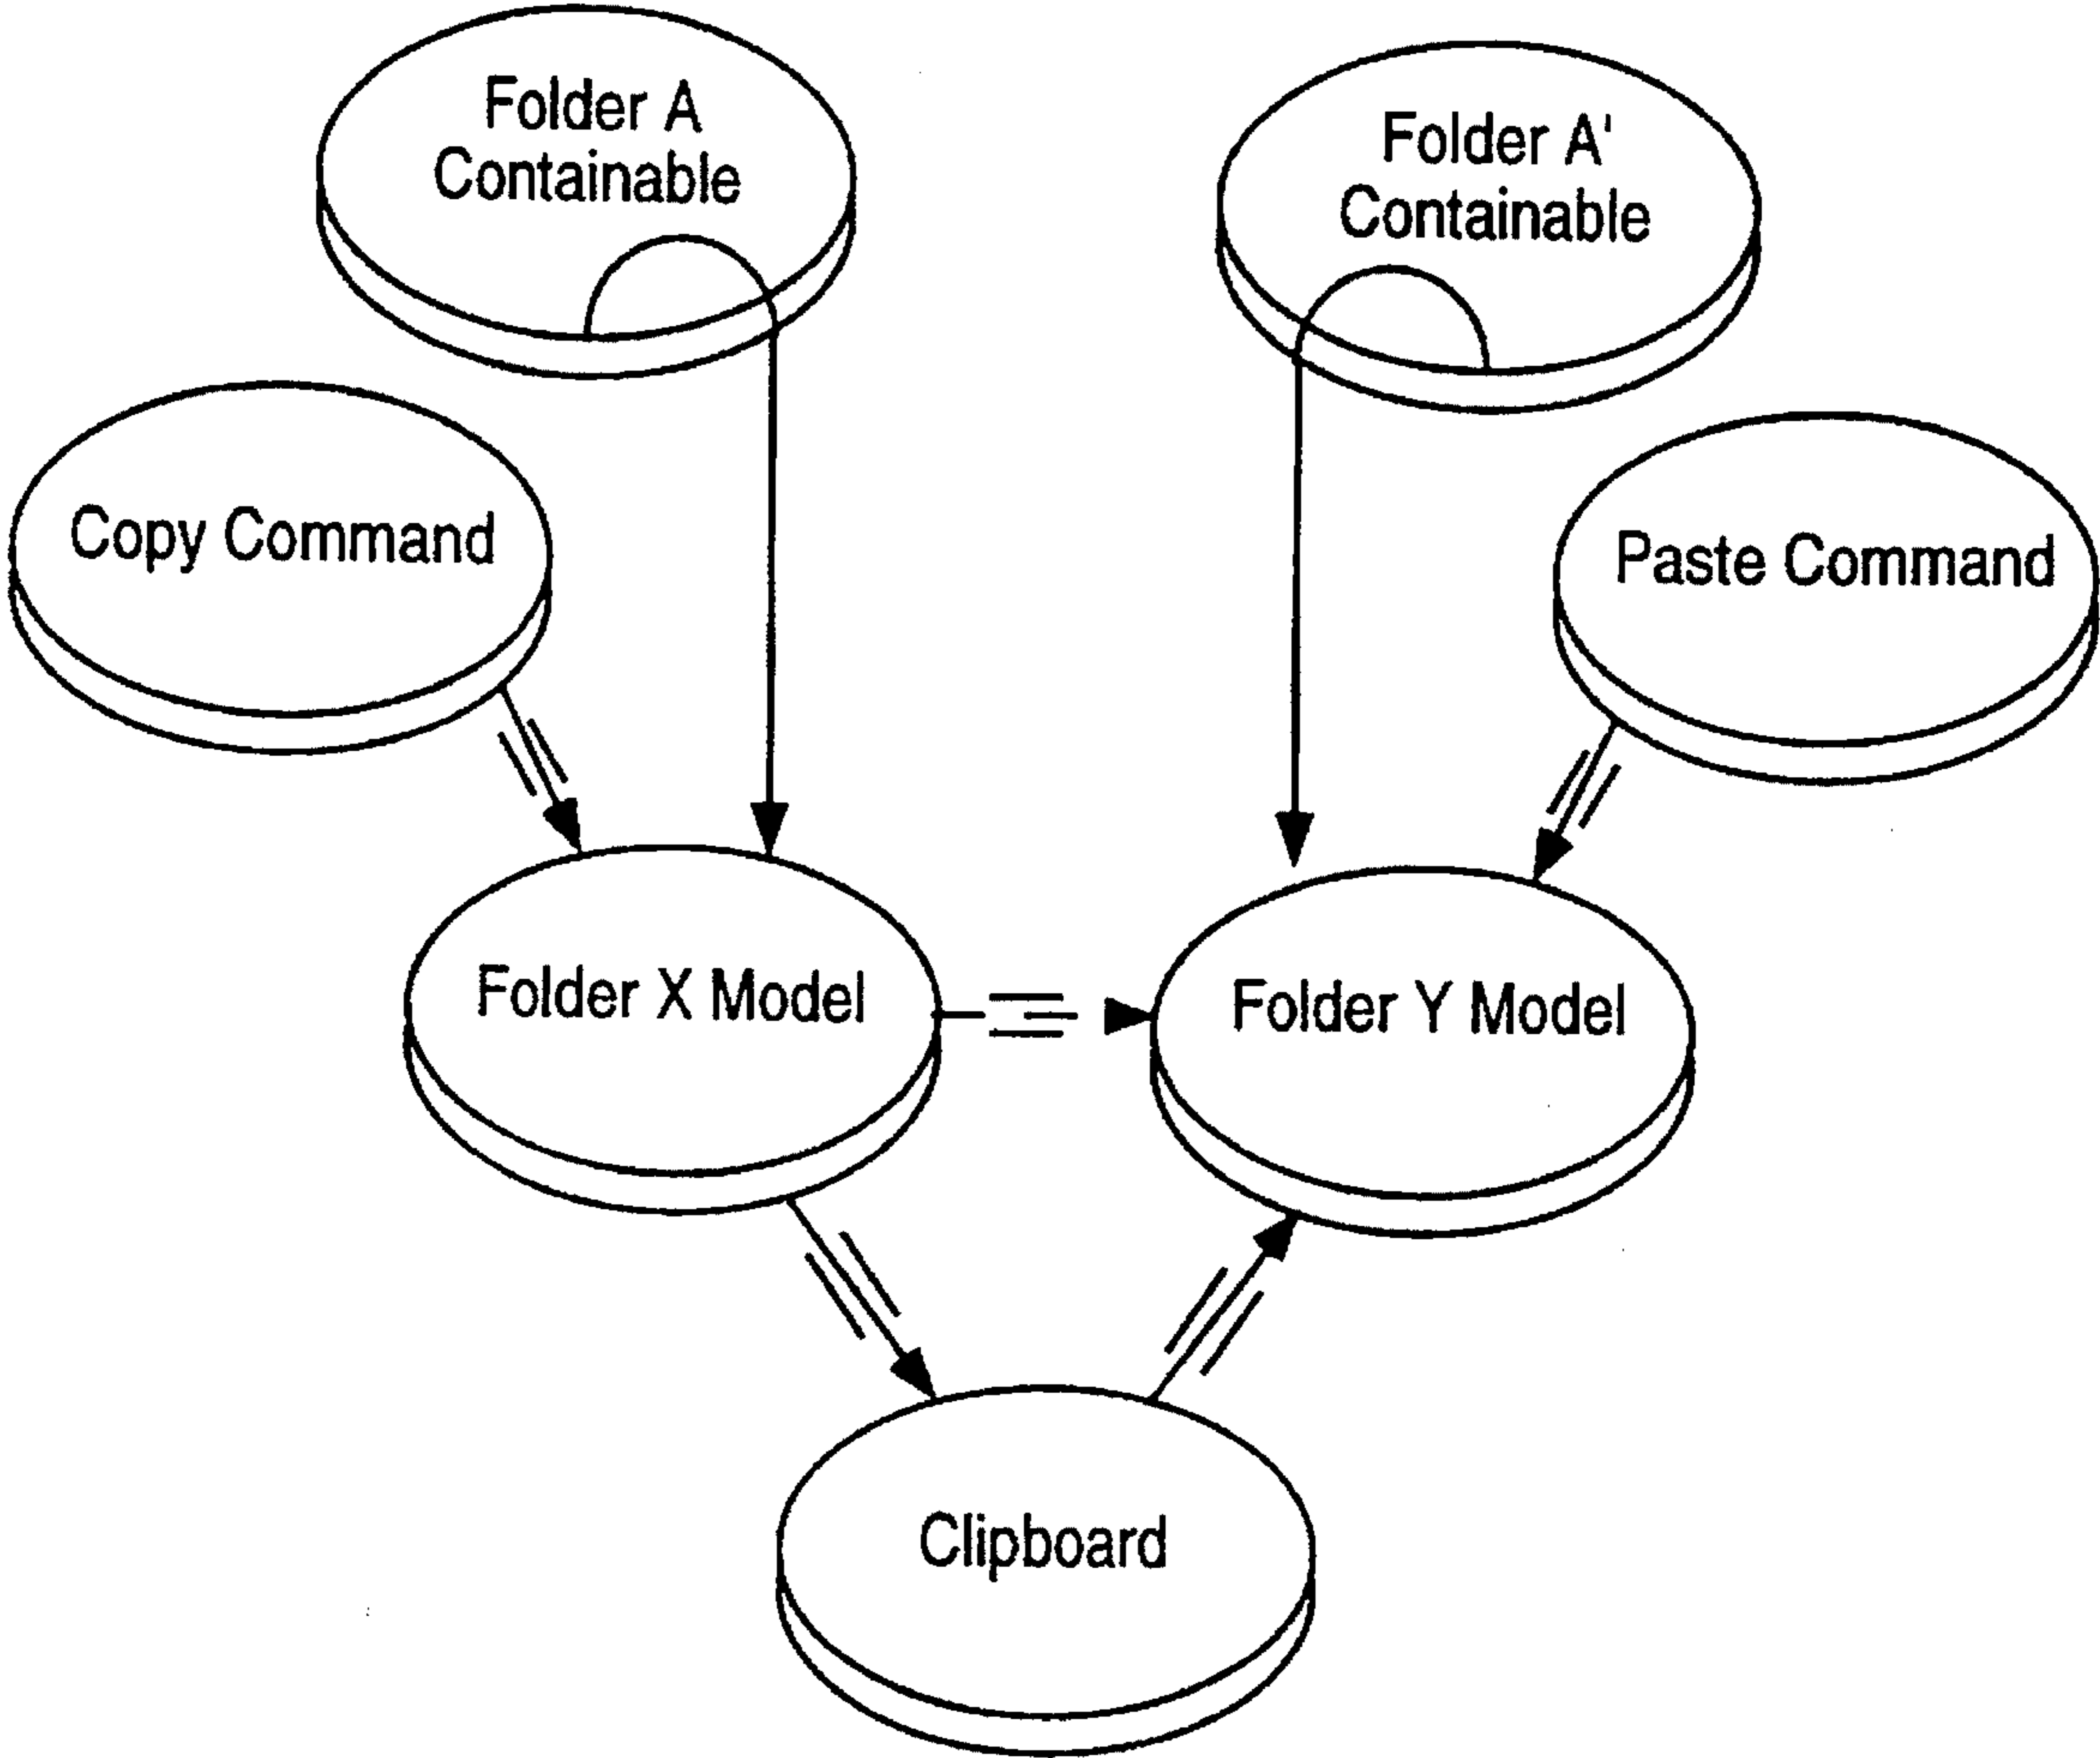 Folder A
Containable
Folder A'
Containable
Copy Command
Paste Command
Folder X Model
Folder Y Model
Clipboard